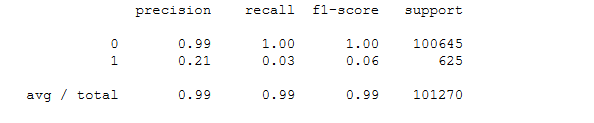 precision recall f1-score support
0 0.99 1.00 1.00 100645
1 0.21 0.03 0.06 625
avg / total 0.99 0.99 0.99 101270